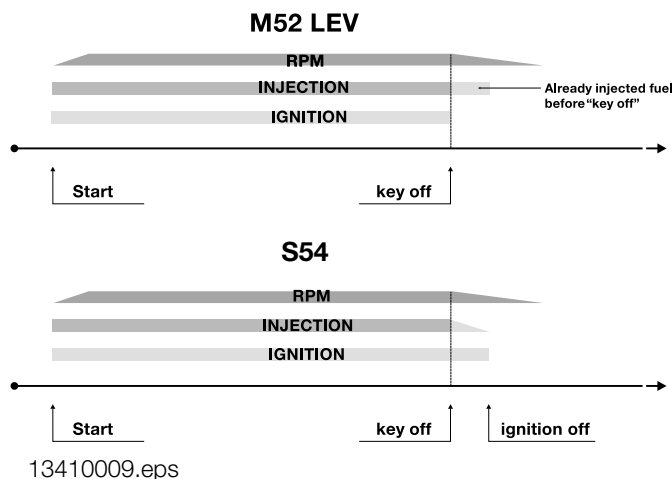 M52 LEV
RPM
INJECTION
Already injected fuel
before “key off”
IGNITION
Start
key off
S54
RPM
INJECTION
IGNITION
Start
key off
ignition off
13410009.eps